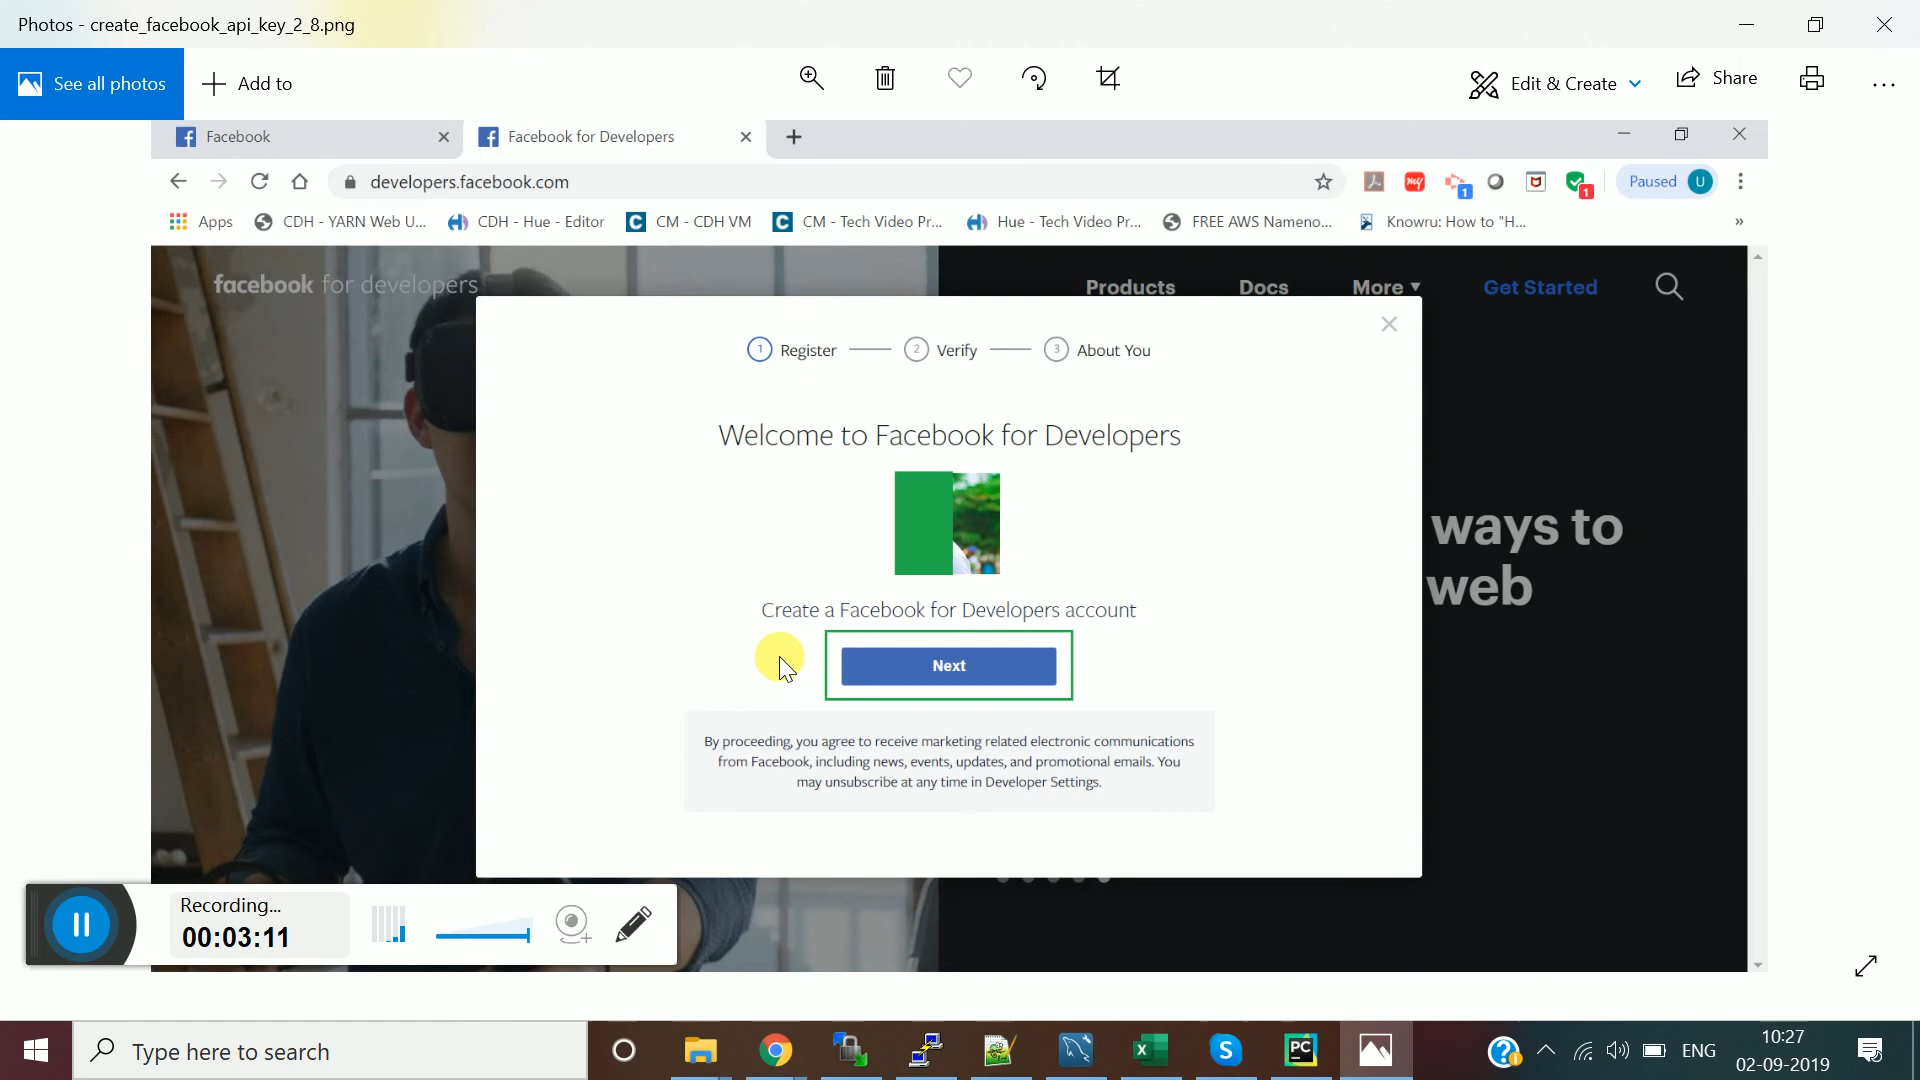 Photos - create_facebook_api_key_2_8.png
See all photos
Add to
Edit & Create
Share
Facebook
Facebook for Developers
developers.facebook.com
my
1
1
Paused
U
Apps
CDH - YARN Web U...
CDH - Hue - Editor
C
CM - CDH VM
C
CM - Tech Video Pr...
Hue - Tech Video Pr...
FREE AWS Nameno...
Knowru: How to "H...
»
facebook for developers
Products
Docs
More
Get Started
1 Register
2 Verify
3 About You
Welcome to Facebook for Developers
ways to
web
Create a Facebook for Developers account
Next
By proceeding, you agree to receive marketing related electronic communications
from Facebook, including news, events, updates, and promotional emails. You
may unsubscribe at any time in Developer Settings.
Recording...
00:03:11
Type here to search
PC
ENG
10:27
02-09-2019